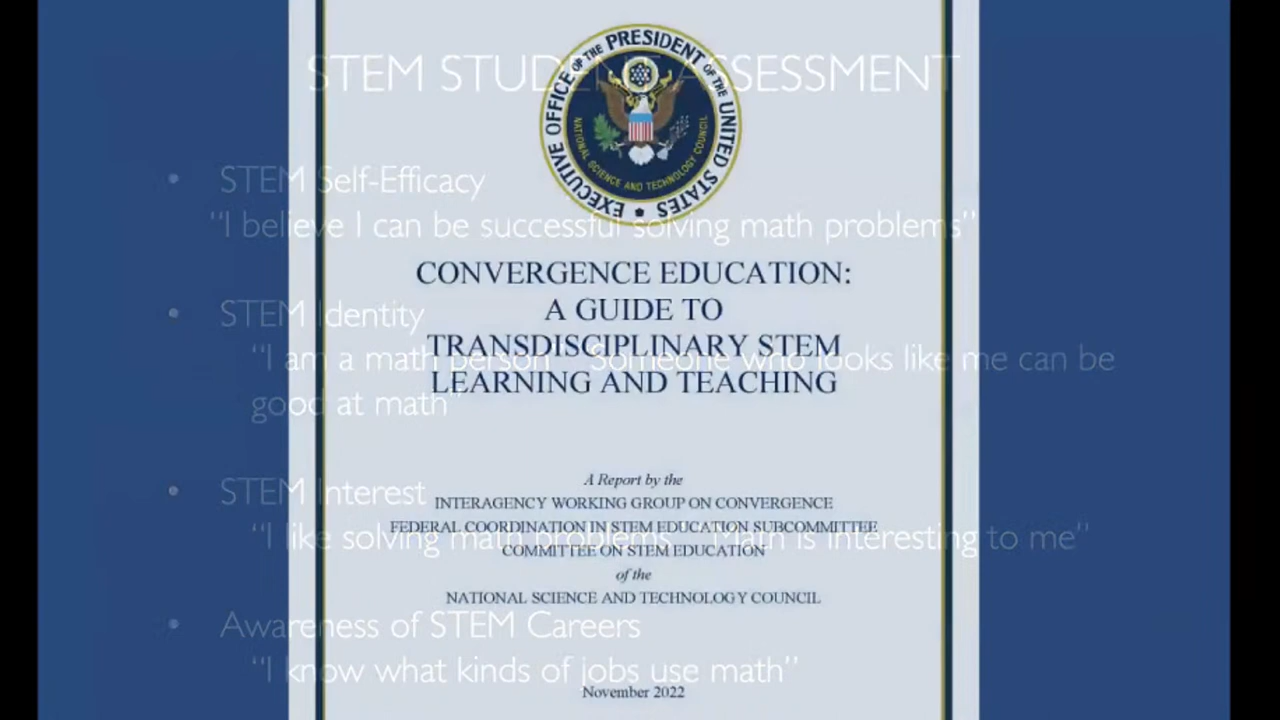 STEM STUDENT ASSESSMENT
• STEM Self-Efficacy
"I believe I can be successful solving math problems"
• STEM Identity
"I am a math person" "Someone who looks like me can be
good at math"
• STEM Interest
"I like solving math problems" "Math is interesting to me"
• Awareness of STEM Careers
"I know what kinds of jobs use math"
EXECUTIVE OFFICE OF THE PRESIDENT OF THE UNITED STATES
NATIONAL SCIENCE AND TECHNOLOGY COUNCIL
CONVERGENCE EDUCATION:
A GUIDE TO
TRANSDISCIPLINARY STEM
LEARNING AND TEACHING
A Report by the
INTERAGENCY WORKING GROUP ON CONVERGENCE
FEDERAL COORDINATION IN STEM EDUCATION SUBCOMMITTEE
COMMITTEE ON STEM EDUCATION
of the
NATIONAL SCIENCE AND TECHNOLOGY COUNCIL
November 2022